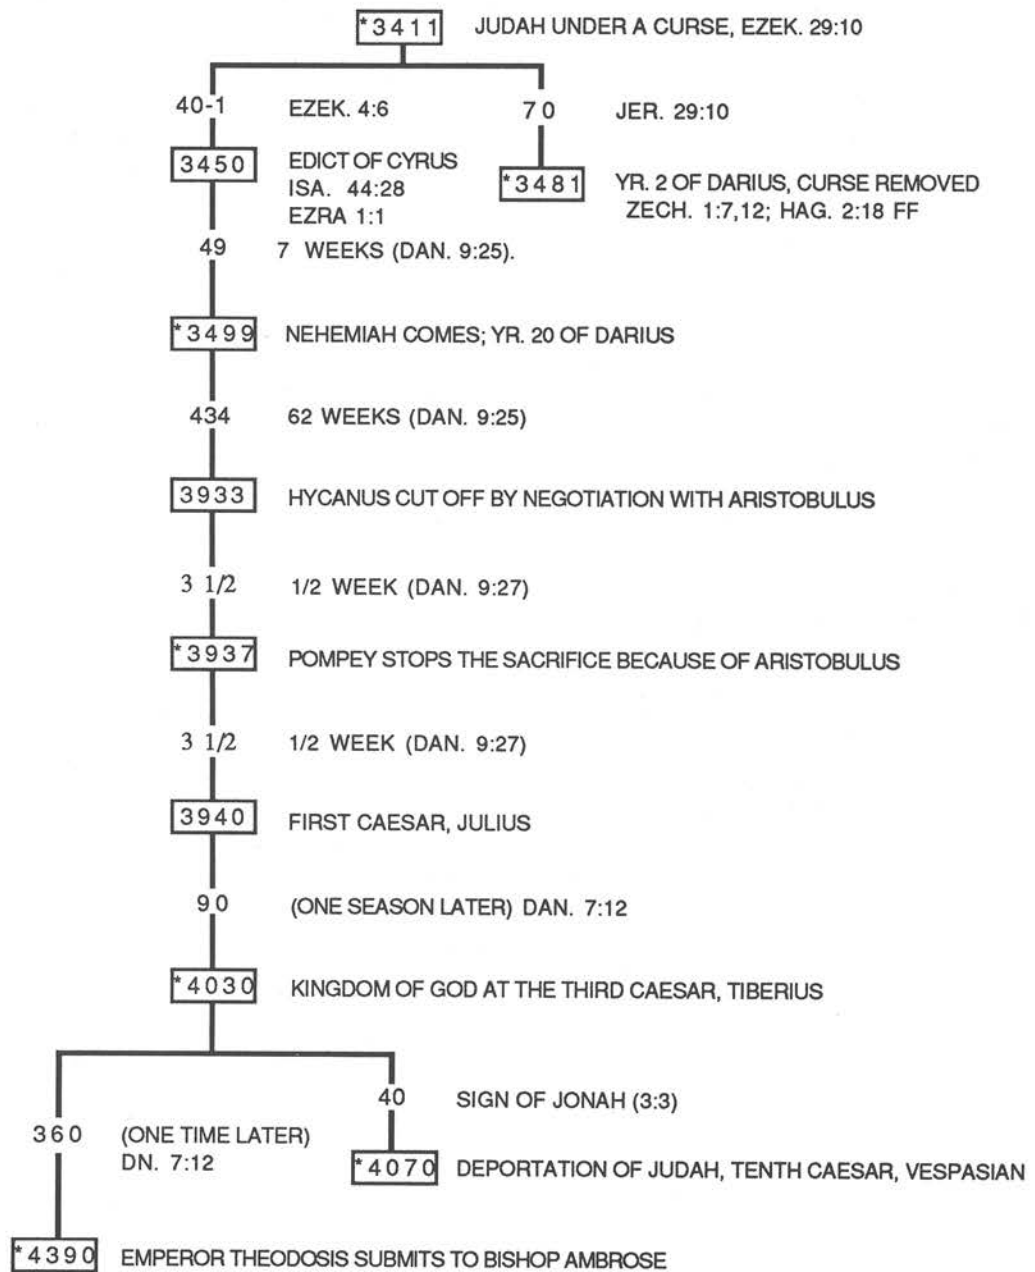 *3411 JUDAH UNDER A CURSE, EZEK. 29:10
40-1 EZEK. 4:6 70 JER. 29:10
3450 EDICT OF CYRUS
ISA. 44:28
EZRA 1:1
*3481 YR. 2 OF DARIUS, CURSE REMOVED
ZECH. 1:7,12; HAG. 2:18 FF
49 7 WEEKS (DAN. 9:25).
*3499 NEHEMIAH COMES; YR. 20 OF DARIUS
434 62 WEEKS (DAN. 9:25)
3933 HYCANUS CUT OFF BY NEGOTIATION WITH ARISTOBULUS
3 1/2 1/2 WEEK (DAN. 9:27)
*3937 POMPEY STOPS THE SACRIFICE BECAUSE OF ARISTOBULUS
3 1/2 1/2 WEEK (DAN. 9:27)
3940 FIRST CAESAR, JULIUS
90 (ONE SEASON LATER) DAN. 7:12
*4030 KINGDOM OF GOD AT THE THIRD CAESAR, TIBERIUS
40 SIGN OF JONAH (3:3)
360 (ONE TIME LATER)
DN. 7:12
*4070 DEPORTATION OF JUDAH, TENTH CAESAR, VESPASIAN
*4390 EMPEROR THEODOSIS SUBMITS TO BISHOP AMBROSE